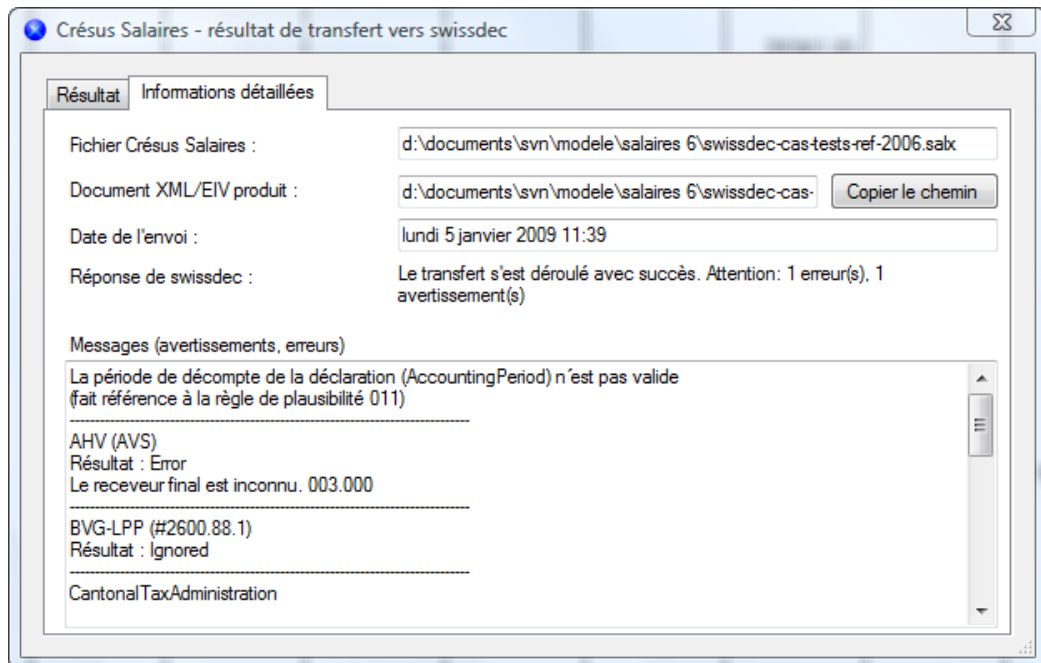 Crésus Salaires - résultat de transfert vers swissdec
Résultat
Informations détaillées
Fichier Crésus Salaires :
d:\documents\svn\modele\salaires 6\swissdec-cas-tests-ref-2006.salx
Document XML/EIV produit :
d:\documents\svn\modele\salaires 6\swissdec-cas-
Copier le chemin
Date de l'envoi :
lundi 5 janvier 2009 11:39
Réponse de swissdec :
Le transfert s'est déroulé avec succès. Attention: 1 erreur(s), 1
avertissement(s)
Messages (avertissements, erreurs)
La période de décompte de la déclaration (AccountingPeriod) n´est pas valide
(fait référence à la règle de plausibilité 011)
AHV (AVS)
Résultat : Error
Le receveur final est inconnu. 003.000
BVG-LPP (#2600.88.1)
Résultat : Ignored
CantonalTaxAdministration